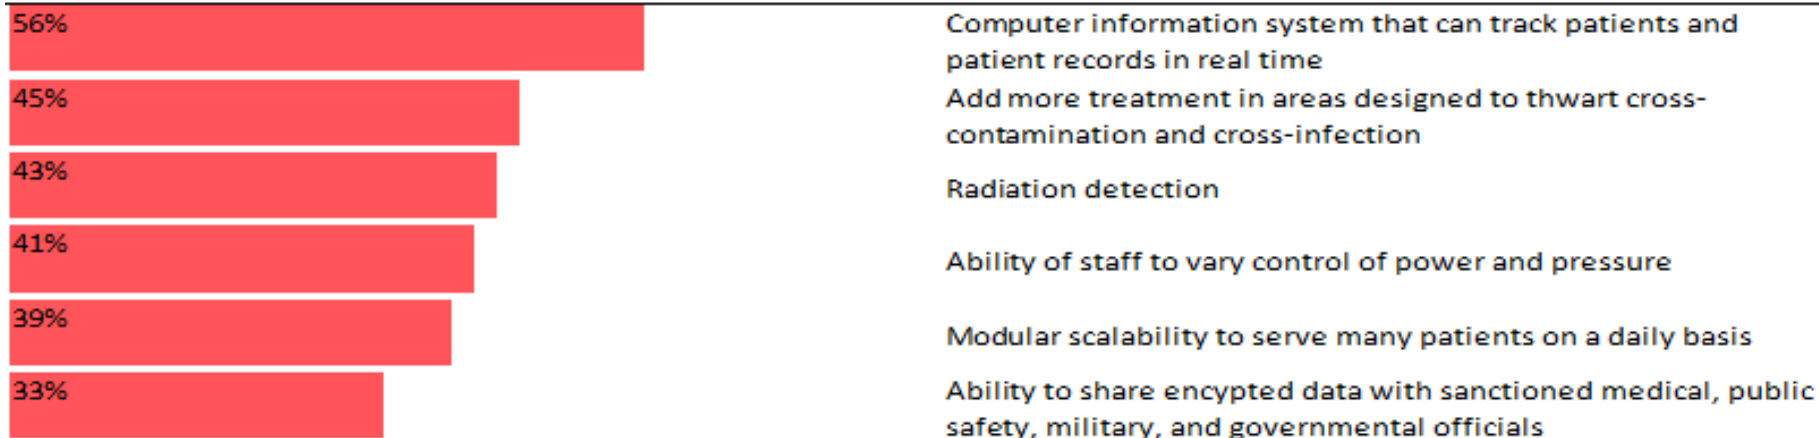 56%
Computer information system that can track patients and
patient records in real time
45%
Add more treatment in areas designed to thwart cross-
contamination and cross-infection
43%
Radiation detection
41%
Ability of staff to vary control of power and pressure
39%
Modular scalability to serve many patients on a daily basis
33%
Ability to share encypted data with sanctioned medical, public
safety, military, and governmental officials